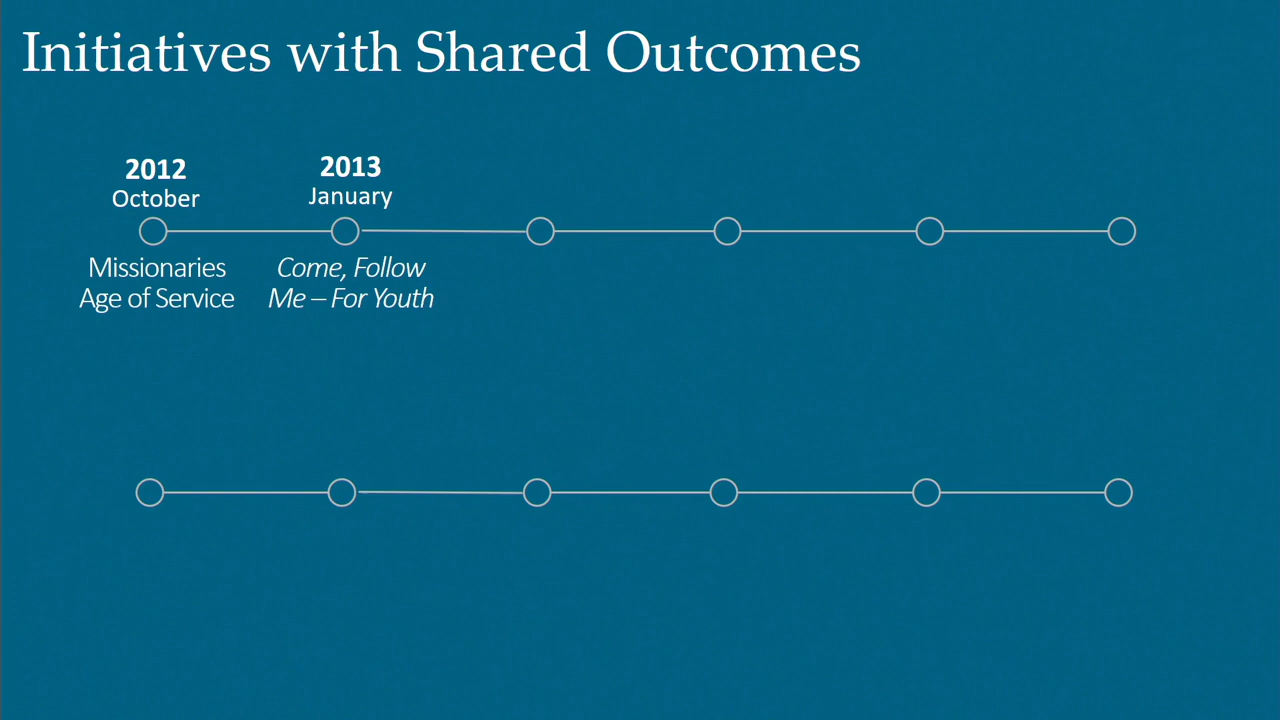 Initiatives with Shared Outcomes
2012
October
2013
January
Missionaries
Age of Service
Come, Follow
Me – For Youth